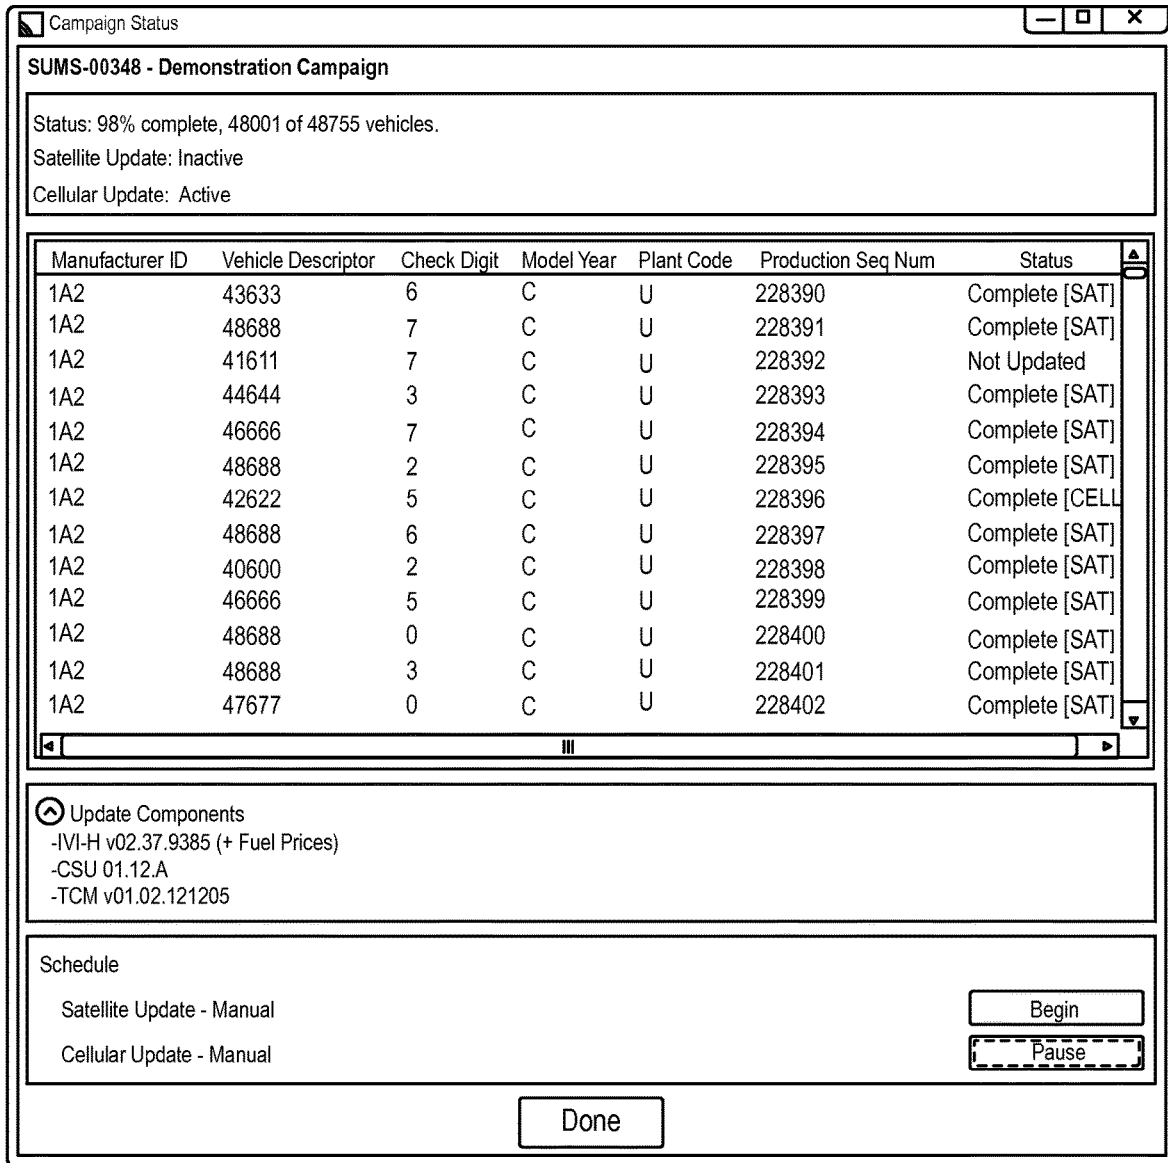 Campaign Status
SUMS-00348 - Demonstration Campaign
Status: 98% complete, 48001 of 48755 vehicles.
Satellite Update: Inactive
Cellular Update: Active
Manufacturer ID Vehicle Descriptor Check Digit Model Year Plant Code Production Seq Num Status
1A2 43633 6 C U 228390 Complete [SAT]
1A2 48688 7 C U 228391 Complete [SAT]
1A2 41611 7 C U 228392 Not Updated
1A2 44644 3 C U 228393 Complete [SAT]
1A2 46666 7 C U 228394 Complete [SAT]
1A2 48688 2 C U 228395 Complete [SAT]
1A2 42622 5 C U 228396 Complete [CELL
1A2 48688 6 C U 228397 Complete [SAT]
1A2 40600 2 C U 228398 Complete [SAT]
1A2 46666 5 C U 228399 Complete [SAT]
1A2 48688 0 C U 228400 Complete [SAT]
1A2 48688 3 C U 228401 Complete [SAT]
1A2 47677 0 C U 228402 Complete [SAT]
Update Components
-IVI-H v02.37.9385 (+ Fuel Prices)
-CSU 01.12.A
-TCM v01.02.121205
Schedule
Satellite Update - Manual Begin
Cellular Update - Manual Pause
Done